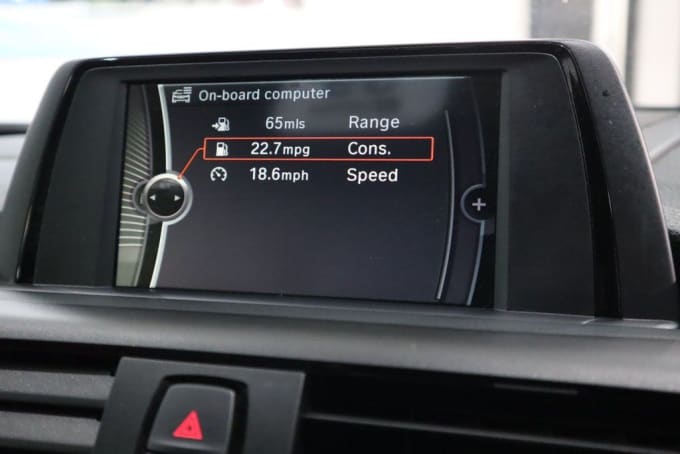 On-board computer
65mls Range
22.7mpg Cons.
18.6mph Speed
+